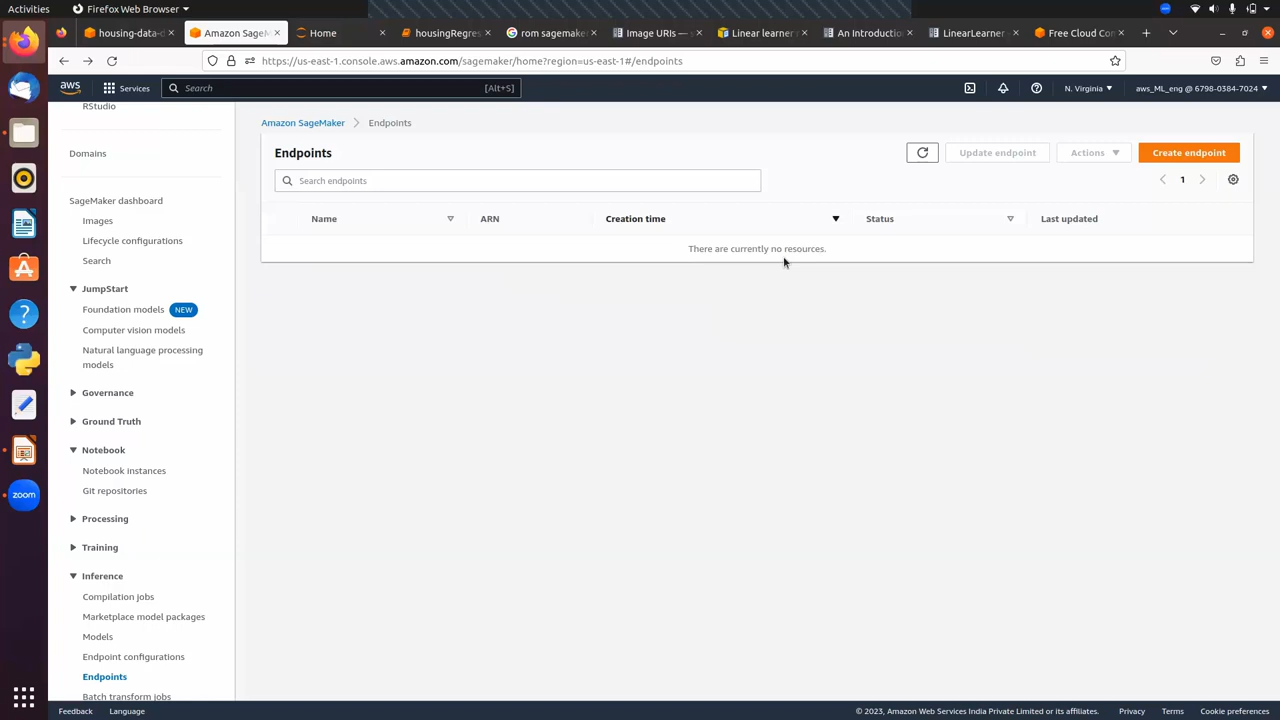 Activities
Firefox Web Browser
housing-data-d
Amazon SageM
Home
housingRegres
rom sagemaker
Image URIs —
Linear learner
An Introductio
LinearLearner
Free Cloud Con
https://us-east-1.console.aws.amazon.com/sagemaker/home?region=us-east-1#/endpoints
aws
Services
Search
[Alt+S]
N. Virginia
aws_ML_eng @ 6798-0384-7024
RStudio
Domains
SageMaker dashboard
Images
Lifecycle configurations
Search
JumpStart
Foundation models NEW
Computer vision models
Natural language processing
models
Governance
Ground Truth
Notebook
Notebook instances
Git repositories
Processing
Training
Inference
Compilation jobs
Marketplace model packages
Models
Endpoint configurations
Endpoints
Batch transform jobs
Amazon SageMaker
Endpoints
Endpoints
Update endpoint
Actions
Create endpoint
Search endpoints
1
Name
ARN
Creation time
Status
Last updated
There are currently no resources.
zoom
Feedback
Language
© 2023, Amazon Web Services India Private Limited or its affiliates.
Privacy
Terms
Cookie preferences